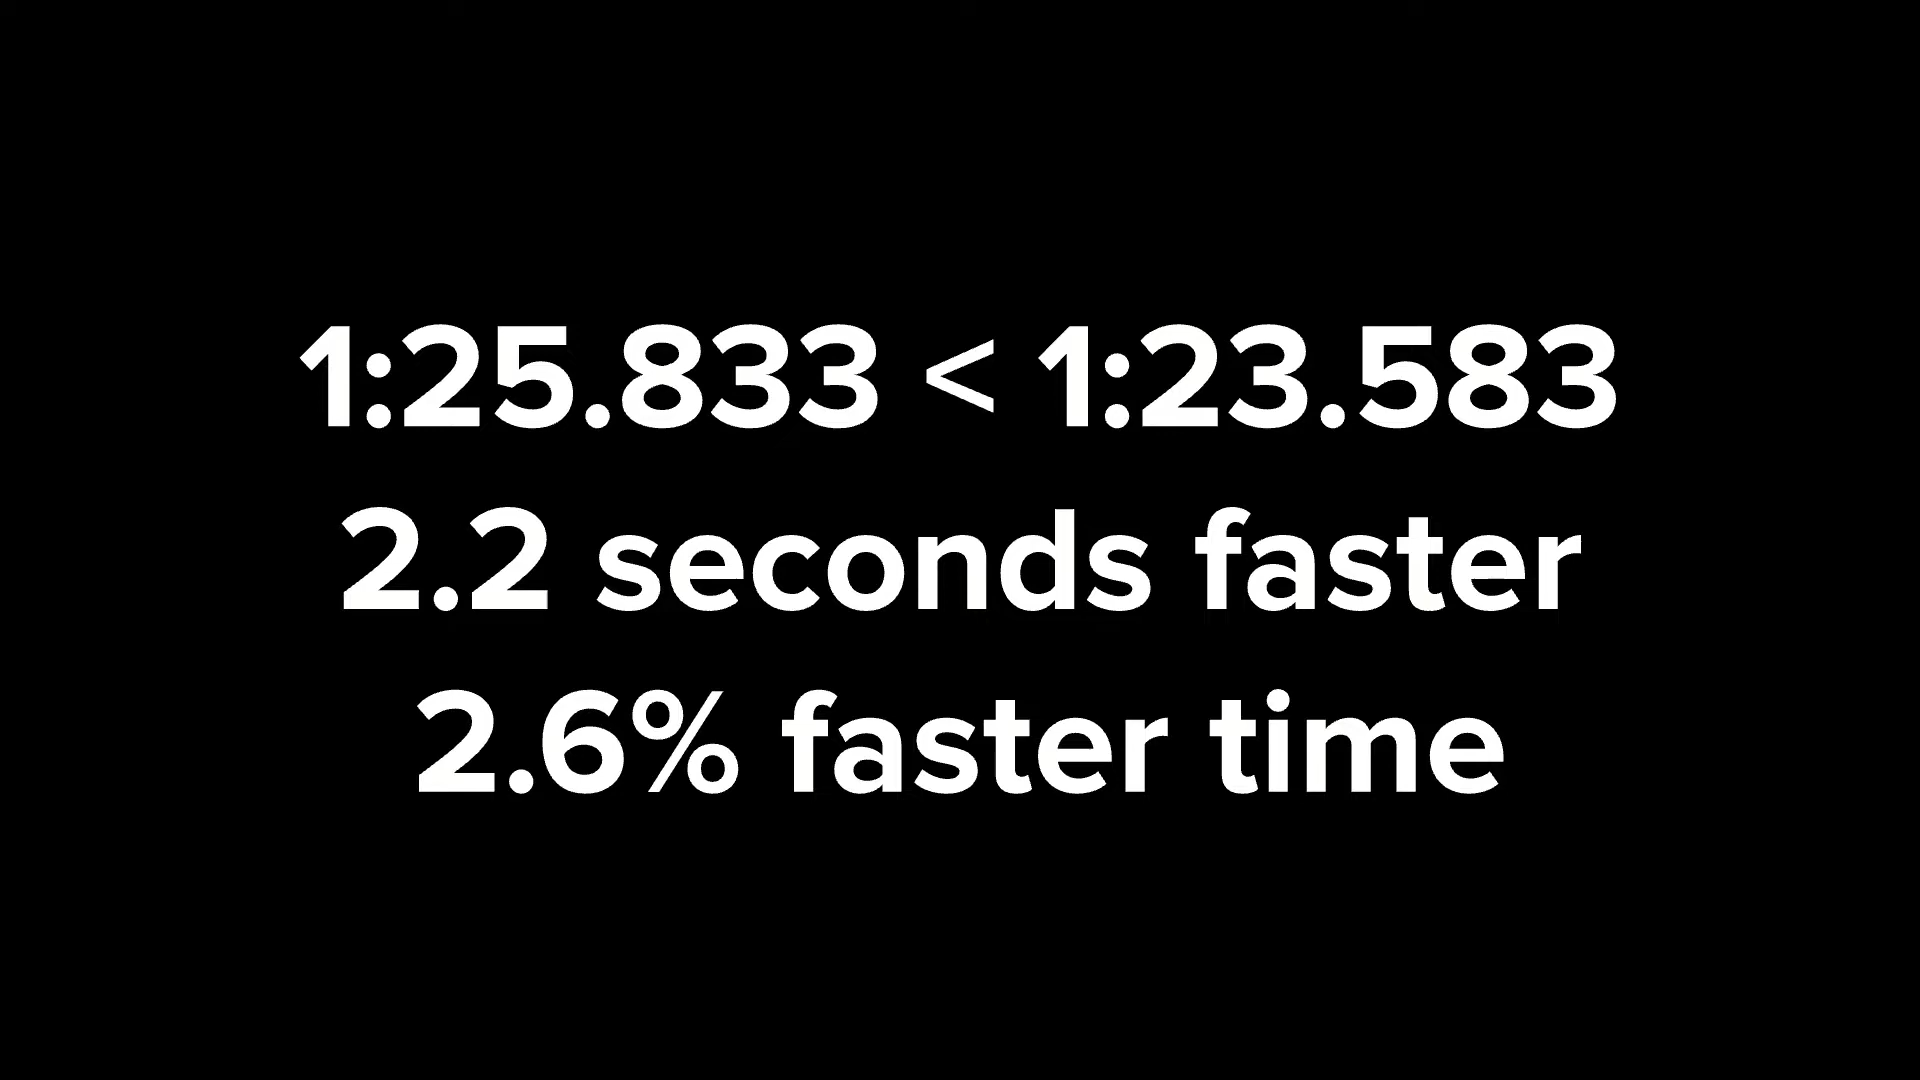 1:25.833 < 1:23.583
2.2 seconds faster
2.6% faster time